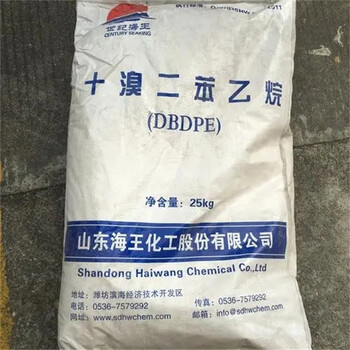 世纪海王
CENTURY SEAKING
十溴二苯乙烷
(DBDPE)
净含量：25kg
山东海王化工股份有限公司
Shandong Haiwang Chemical Co.,Ltd
地址：潍坊滨海经济技术开发区
电话：0536-7579292
传真：0536-7579292
网址：www.sdhwchem.com
邮箱：info@sdhwchem.com